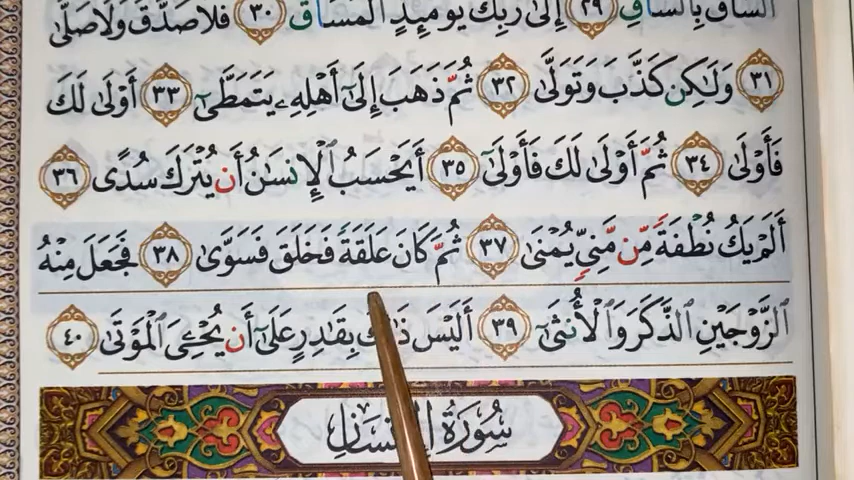 ٱلسَّاقُ بِٱلسَّاقِ ٢٩ إِلَىٰ رَبِّكَ يَوْمَئِذٍ ٱلْمَسَاقُ ٣٠ فَلَا صَدَّقَ وَلَا صَلَّىٰ
٣١ وَلَـٰكِن كَذَّبَ وَتَوَلَّىٰ ٣٢ ثُمَّ ذَهَبَ إِلَىٰٓ أَهْلِهِۦ يَتَمَطَّىٰٓ ٣٣ أَوْلَىٰ لَكَ
فَأَوْلَىٰ ٣٤ ثُمَّ أَوْلَىٰ لَكَ فَأَوْلَىٰٓ ٣٥ أَيَحْسَبُ ٱلْإِنسَـٰنُ أَن يُتْرَكَ سُدًى ٣٦
أَلَمْ يَكُ نُطْفَةً مِّن مَّنِىٍّ يُمْنَىٰ ٣٧ ثُمَّ كَانَ عَلَقَةً فَخَلَقَ فَسَوَّىٰ ٣٨ فَجَعَلَ مِنْهُ
ٱلزَّوْجَيْنِ ٱلذَّكَرَ وَٱلْأُنثَىٰٓ ٣٩ أَلَيْسَ ذَٰلِكَ بِقَـٰدِرٍ عَلَىٰٓ أَن يُحْـِۧىَ ٱلْمَوْتَىٰ ٤٠
سُورَةُ ٱلْإِنسَانِ